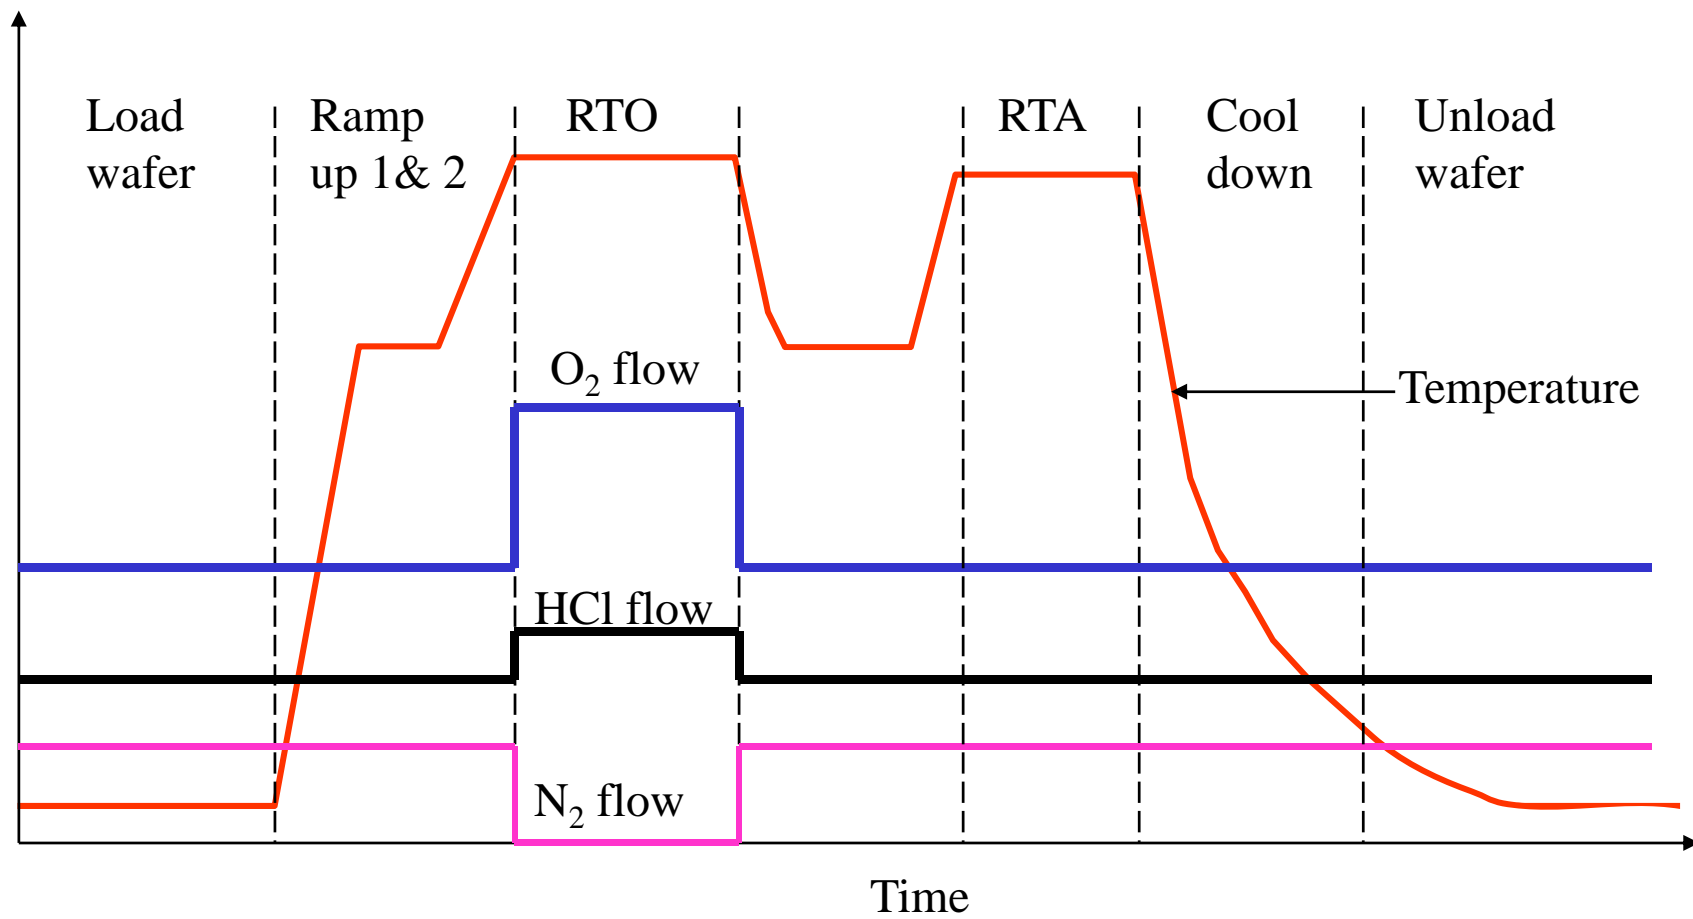 Load
wafer
Ramp
up 1& 2
RTO
RTA
Cool
down
Unload
wafer
O₂ flow
Temperature
HCl flow
N₂ flow
Time